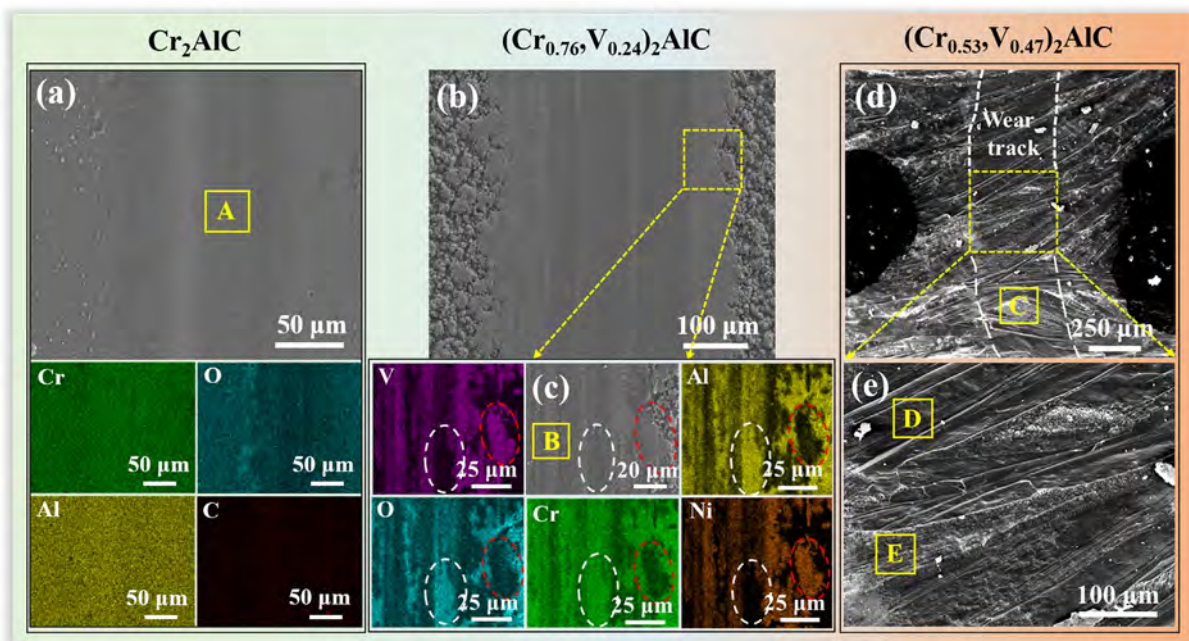 Cr₂AlC
(Cr₀.₇₆,V₀.₂₄)₂AlC
(Cr₀.₅₃,V₀.₄₇)₂AlC
(a)
A
50 μm
Cr
50 μm
O
50 μm
Al
50 μm
C
50 μm
(b)
100 μm
V
25 μm
(c)
B
20 μm
Al
25 μm
O
25 μm
Cr
25 μm
Ni
25 μm
(d)
Wear
track
C
250 μm
(e)
D
E
100 μm